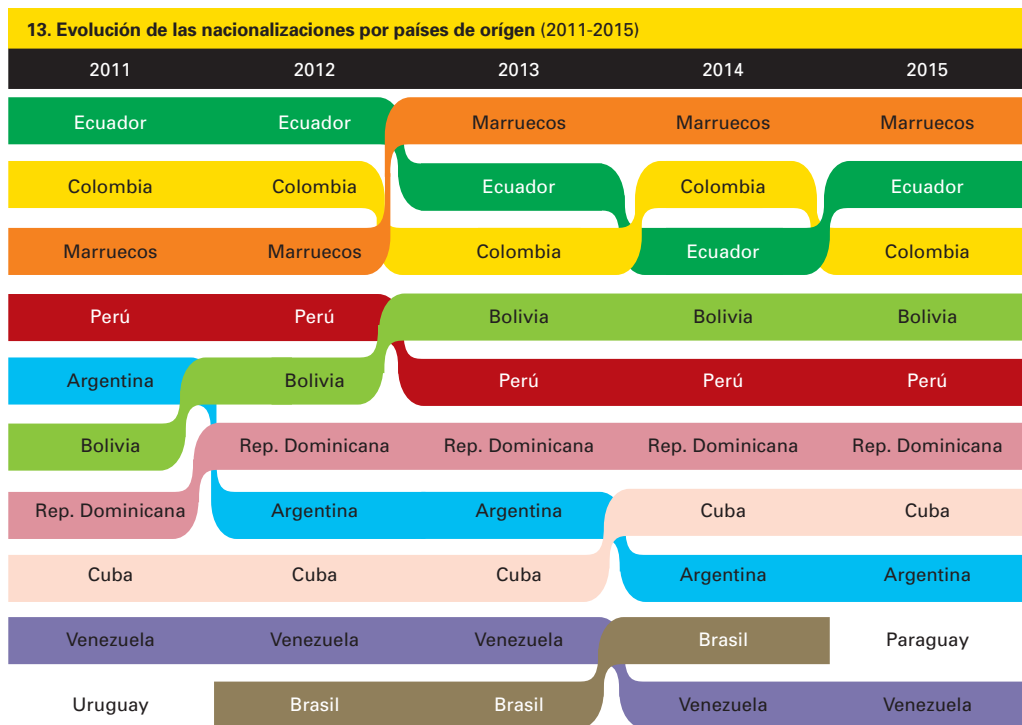 13. Evolución de las nacionalizaciones por países de orígen (2011-2015)
2011 2012 2013 2014 2015
Ecuador Ecuador Marruecos Marruecos Marruecos
Colombia Colombia Ecuador Colombia Ecuador
Marruecos Marruecos Colombia Ecuador Colombia
Perú Perú Bolivia Bolivia Bolivia
Argentina Bolivia Perú Perú Perú
Bolivia Rep. Dominicana Rep. Dominicana Rep. Dominicana Rep. Dominicana
Rep. Dominicana Argentina Argentina Cuba Cuba
Cuba Cuba Cuba Argentina Argentina
Venezuela Venezuela Venezuela Brasil Paraguay
Uruguay Brasil Brasil Venezuela Venezuela